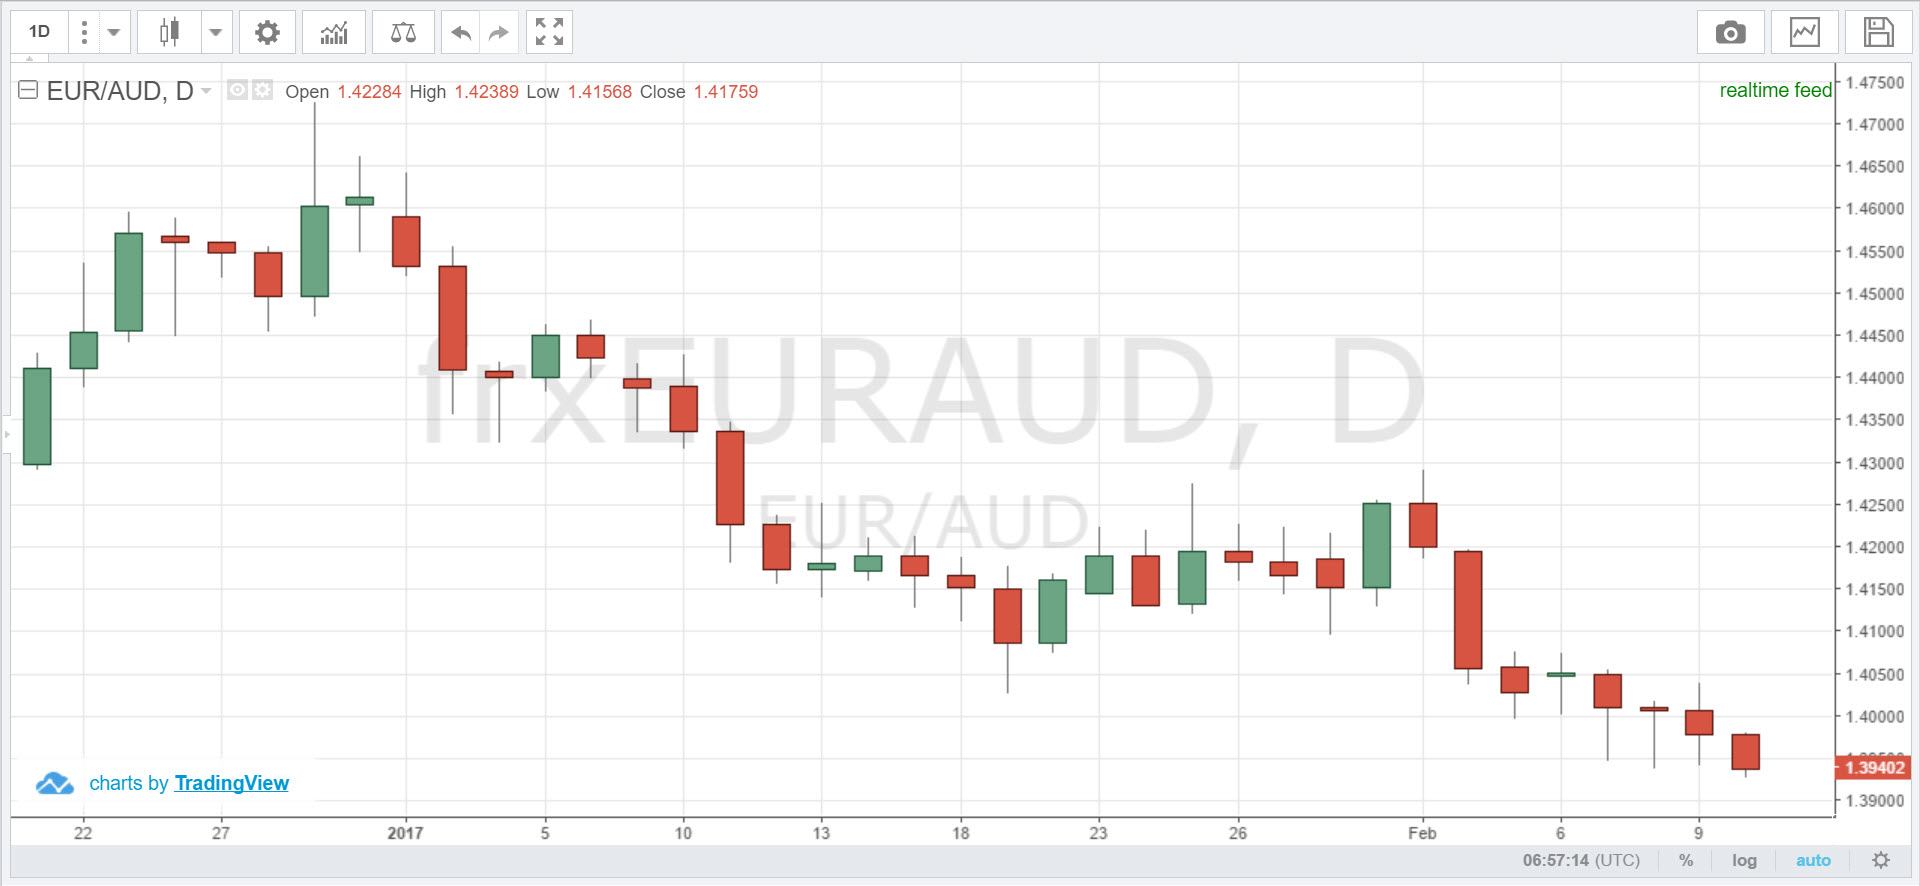 1D
EUR/AUD, D Open 1.42284 High 1.42389 Low 1.41568 Close 1.41759
realtime feed
1.47500
1.47000
1.46500
1.46000
1.45500
1.45000
1.44500
1.44000
1.43500
1.43000
1.42500
1.42000
1.41500
1.41000
1.40500
1.40000
1.39402
1.39000
frxEURAUD, D
EUR/AUD
charts by TradingView
22 27 2017 5 10 13 18 23 26 Feb 6 9
06:57:14 (UTC) % log auto